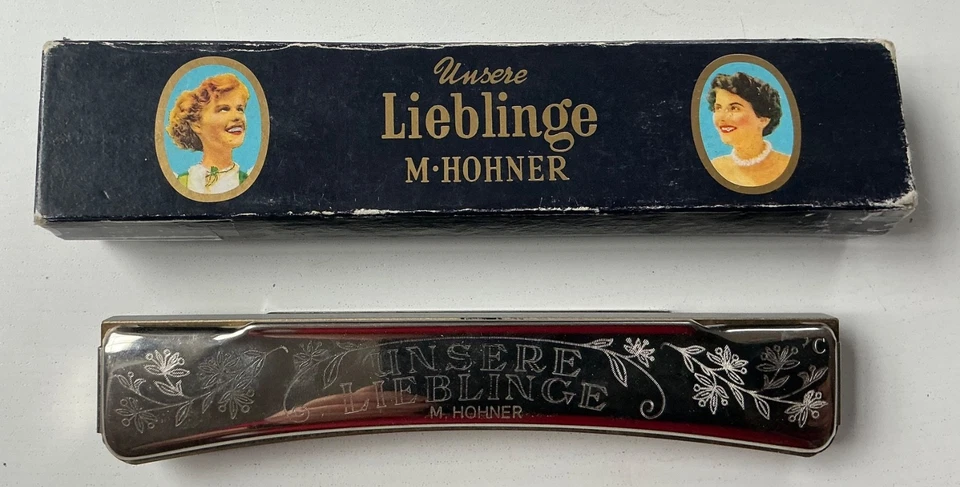 Unsere
Lieblinge
M·HOHNER
UNSERE
LIEBLINGE
M. HOHNER
C